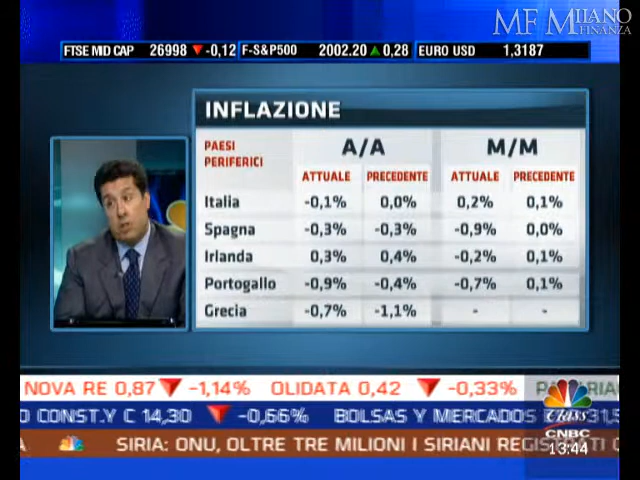 MF MILANO
FINANZA
FTSE MID CAP 26998 -0,12 F-S&P500 2002.20 0,28 EURO USD 1,3187
INFLAZIONE
PAESI PERIFERICI A/A M/M
ATTUALE PRECEDENTE ATTUALE PRECEDENTE
Italia -0,1% 0,0% 0,2% 0,1%
Spagna -0,3% -0,3% -0,9% 0,0%
Irlanda 0,3% 0,4% -0,2% 0,1%
Portogallo -0,9% -0,4% -0,7% 0,1%
Grecia -0,7% -1,1% - -
NOVA RE 0,87 -1,14% OLIDATA 0,42 -0,33%
CONST.Y C 14,30 -0,66% BOLSAS Y MERCADOS
SIRIA: ONU, OLTRE TRE MILIONI I SIRIANI
CLASS
CNBC
13:44